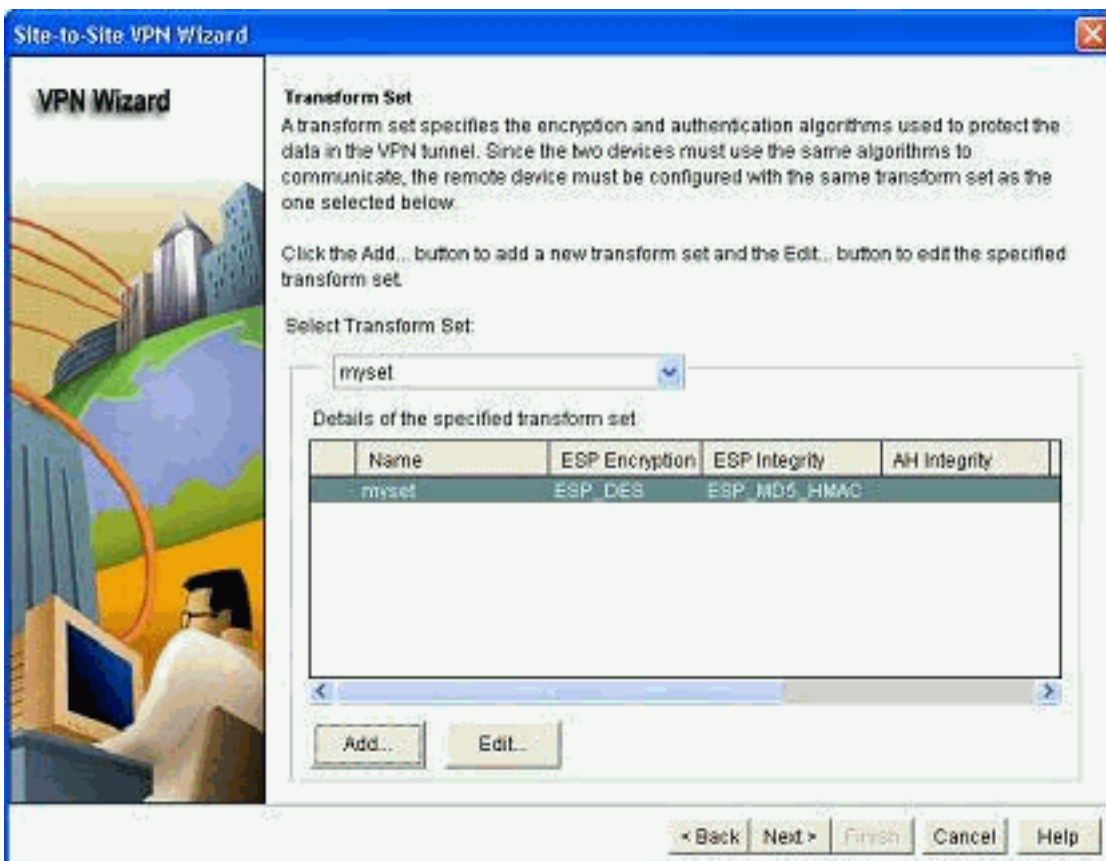 Site-to-Site VPN Wizard
VPN Wizard
Transform Set
A transform set specifies the encryption and authentication algorithms used to protect the
data in the VPN tunnel. Since the two devices must use the same algorithms to
communicate, the remote device must be configured with the same transform set as the
one selected below.
Click the Add... button to add a new transform set and the Edit... button to edit the specified
transform set.
Select Transform Set:
myset
Details of the specified transform set
Name ESP Encryption ESP Integrity AH Integrity
myset ESP_DES ESP_MD5_HMAC
Add... Edit...
< Back Next > Finish Cancel Help